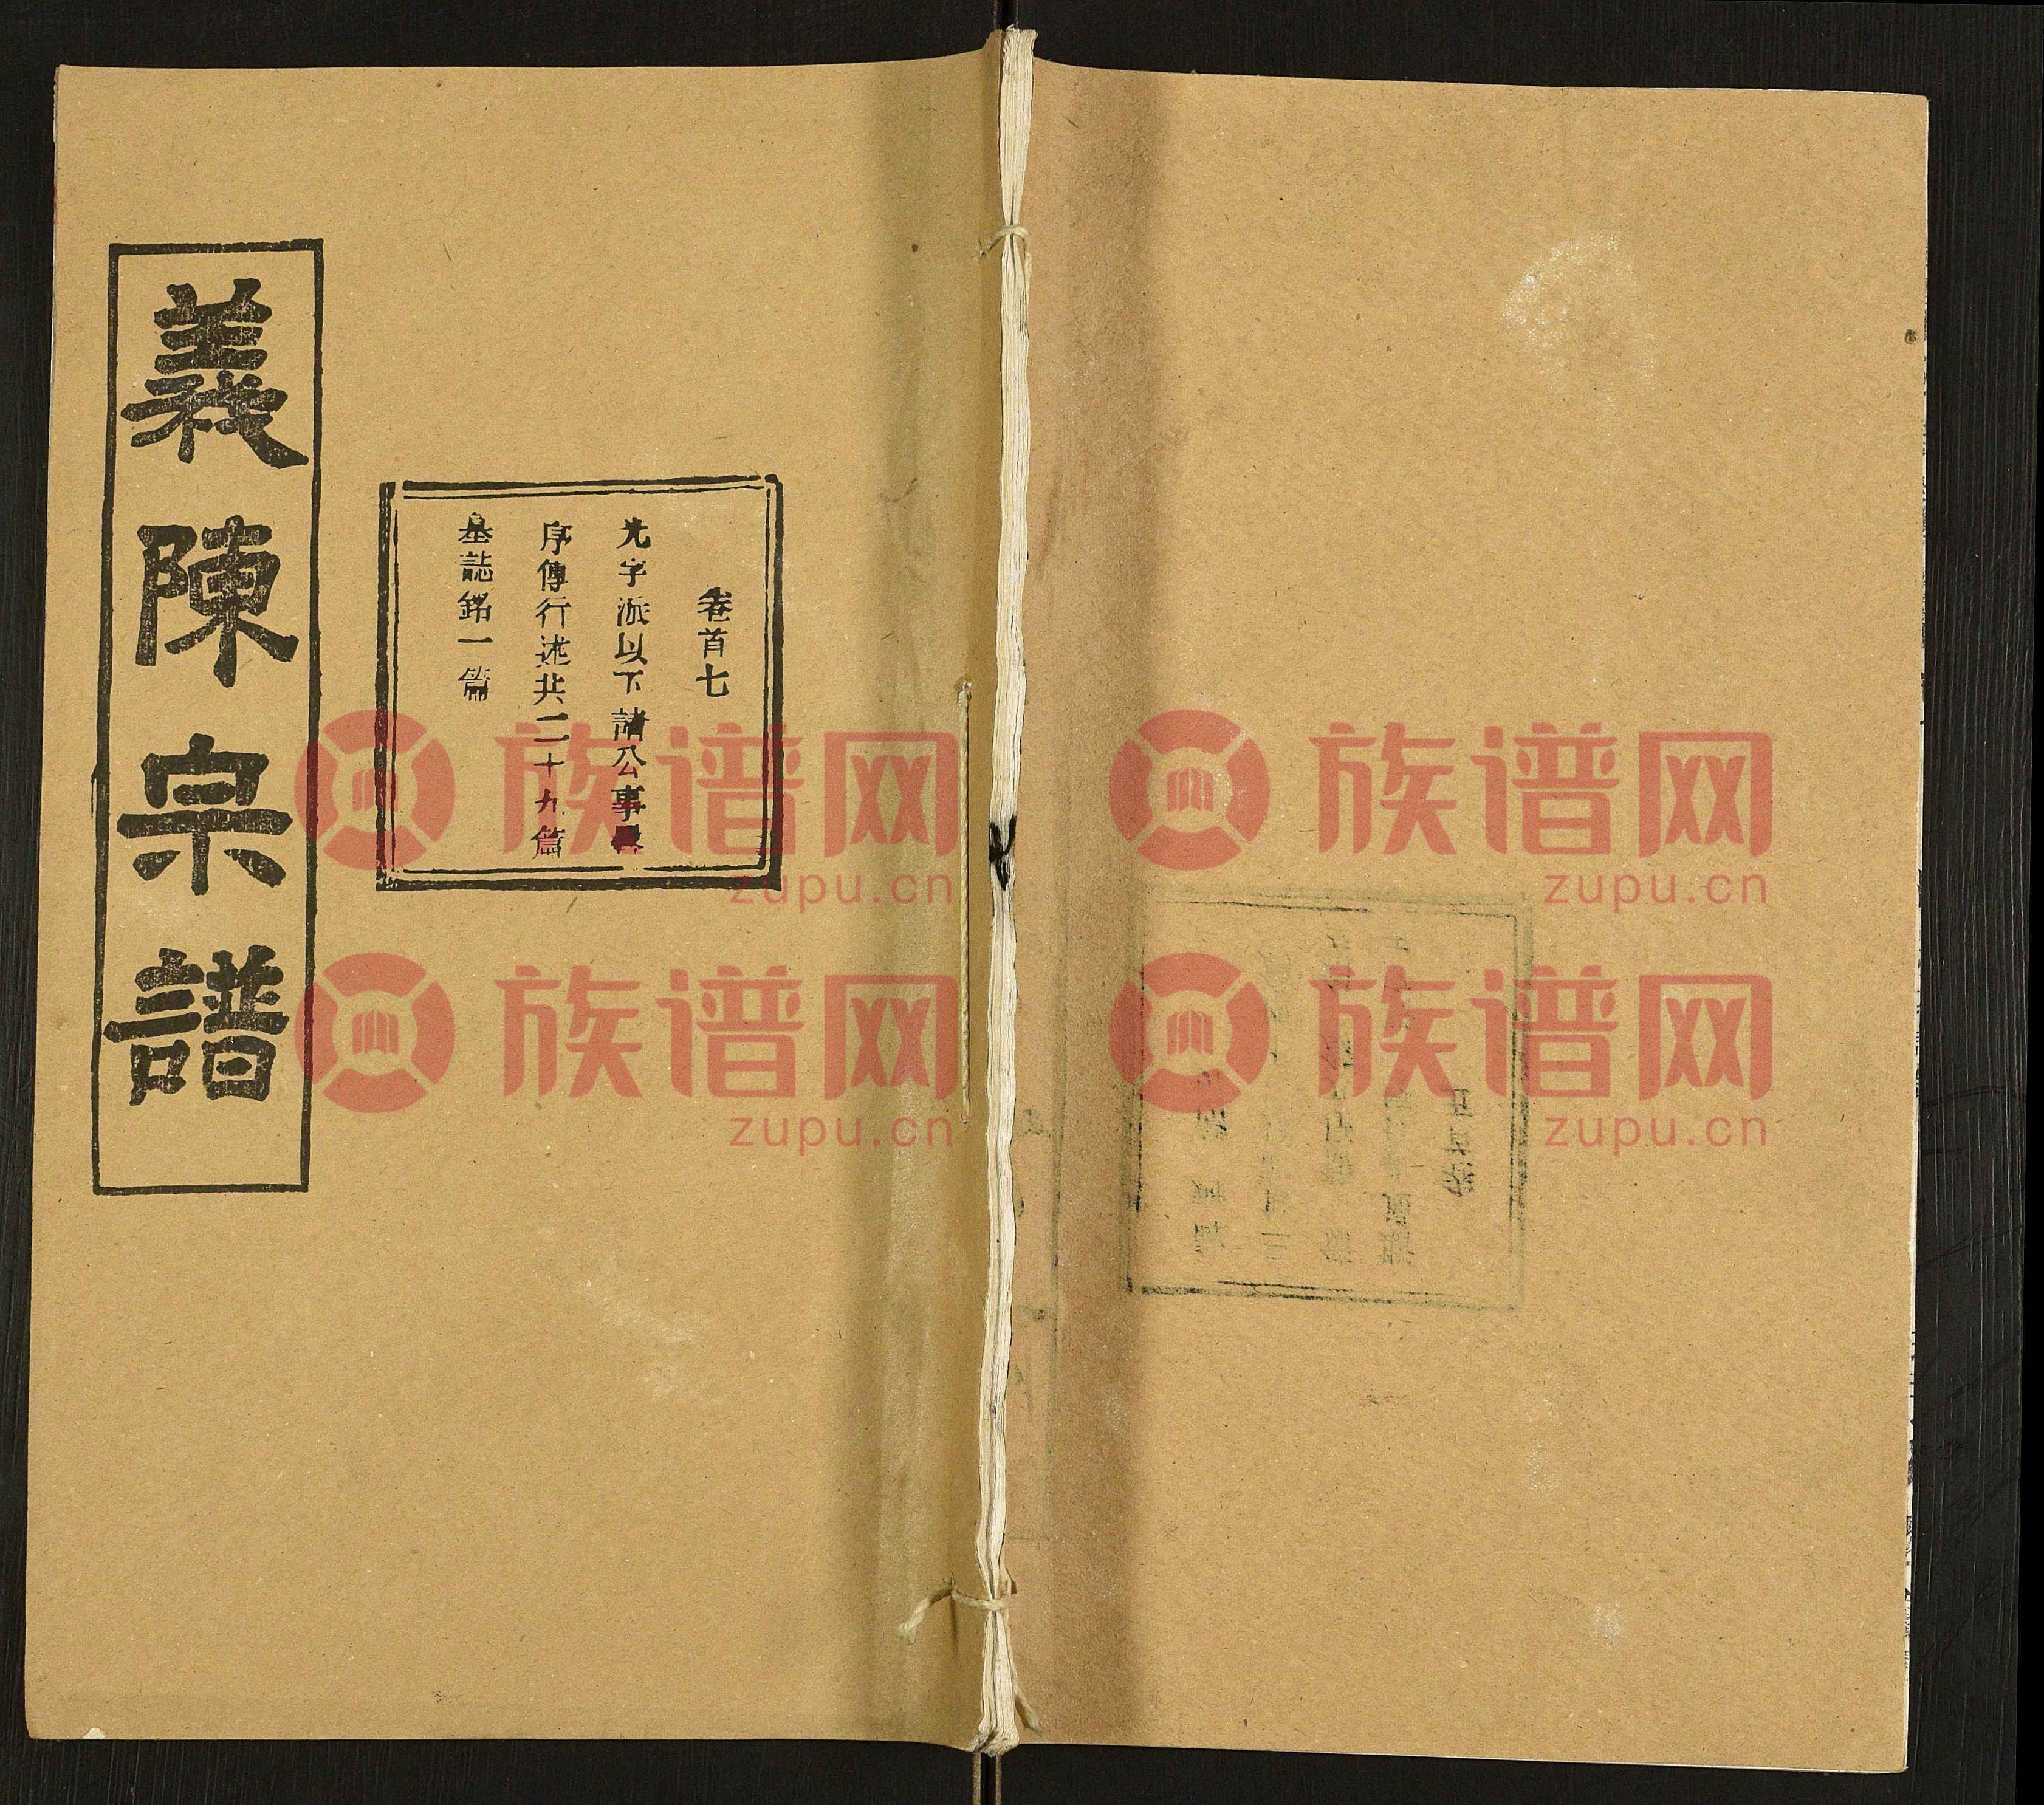 義陳宗譜
卷首七
光字派以下諸公事實
序傳行述共二十九篇
墓誌銘一篇
族谱网
zupu.cn
族谱网
zupu.cn
族谱网
zupu.cn
族谱网
zupu.cn